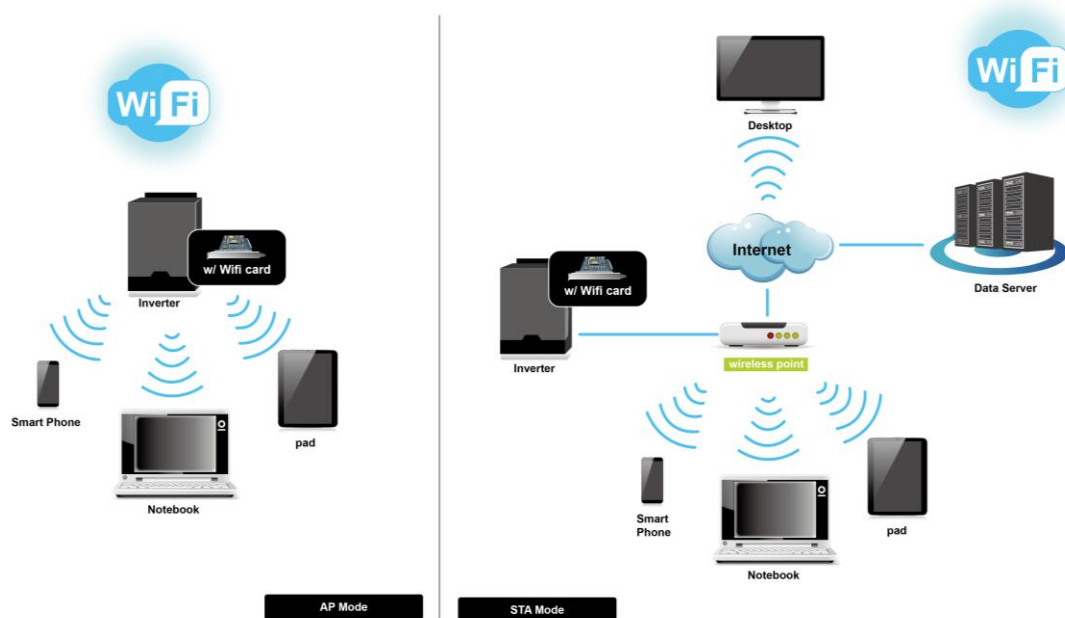 WiFi
w/ Wifi card
Inverter
Smart Phone
pad
Notebook
AP Mode
WiFi
Desktop
Internet
Data Server
w/ Wifi card
Inverter
wireless point
Smart
Phone
pad
Notebook
STA Mode